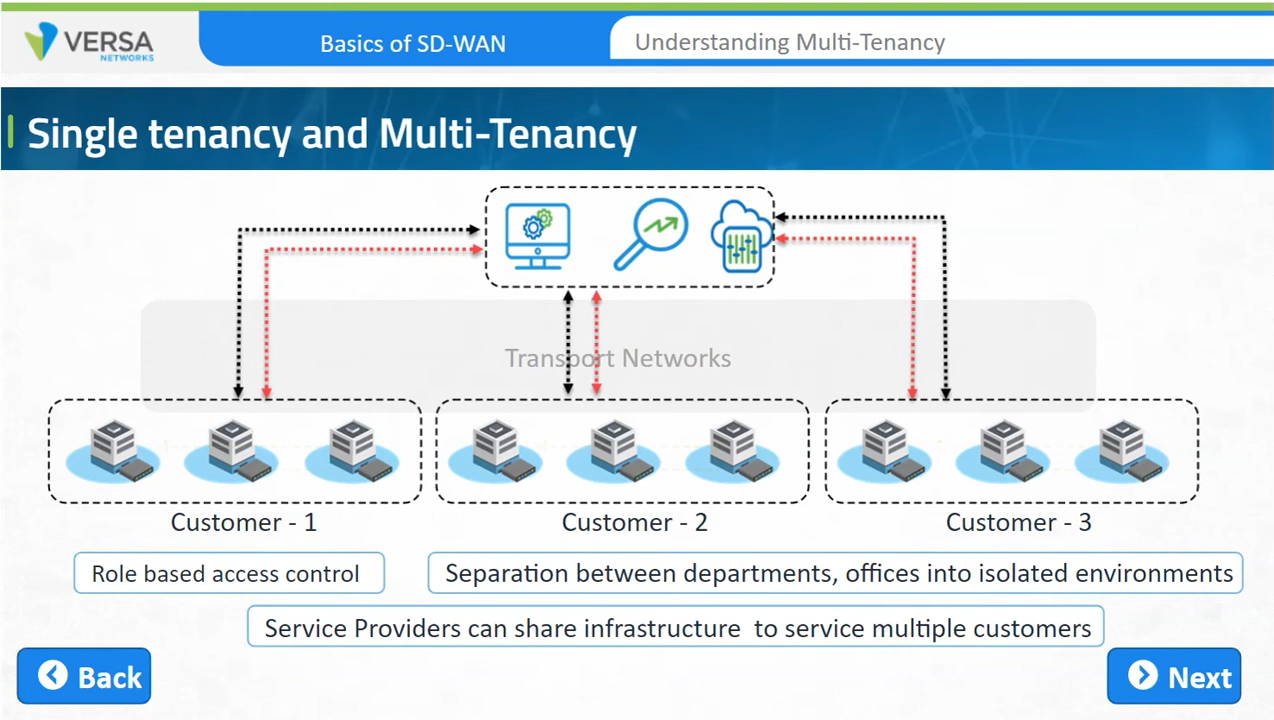 VERSA
NETWORKS
Basics of SD-WAN
Understanding Multi-Tenancy
Single tenancy and Multi-Tenancy
Transport Networks
Customer - 1
Customer - 2
Customer - 3
Role based access control
Separation between departments, offices into isolated environments
Service Providers can share infrastructure  to service multiple customers
Back
Next